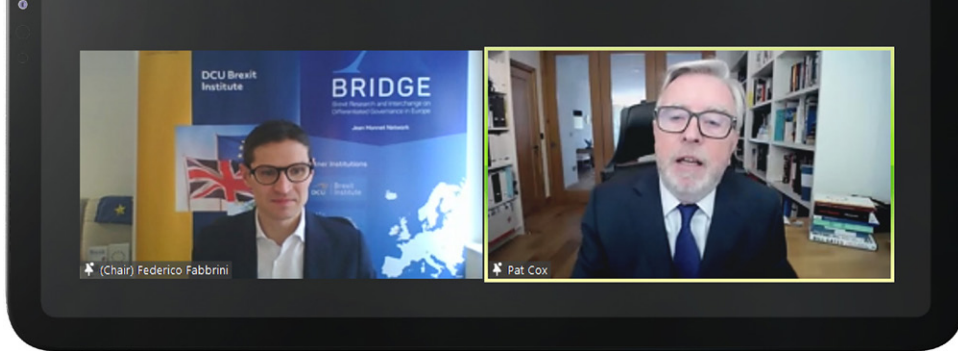 DCU Brexit
Institute
BRIDGE
Brexit Research and Interchange on
Differentiated Governance in Europe
Jean Monnet Network
Institutions
DCU Brexit
Institute
(Chair) Federico Fabbrini
Pat Cox